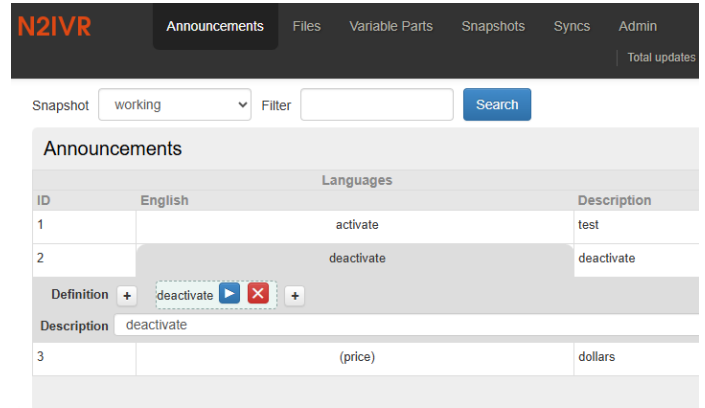 N2IVR Announcements Files Variable Parts Snapshots Syncs Admin
Total updates
Snapshot working Filter Search
Announcements
Languages
ID English Description
1 activate test
2 deactivate deactivate
Definition + deactivate +
Description deactivate
3 (price) dollars